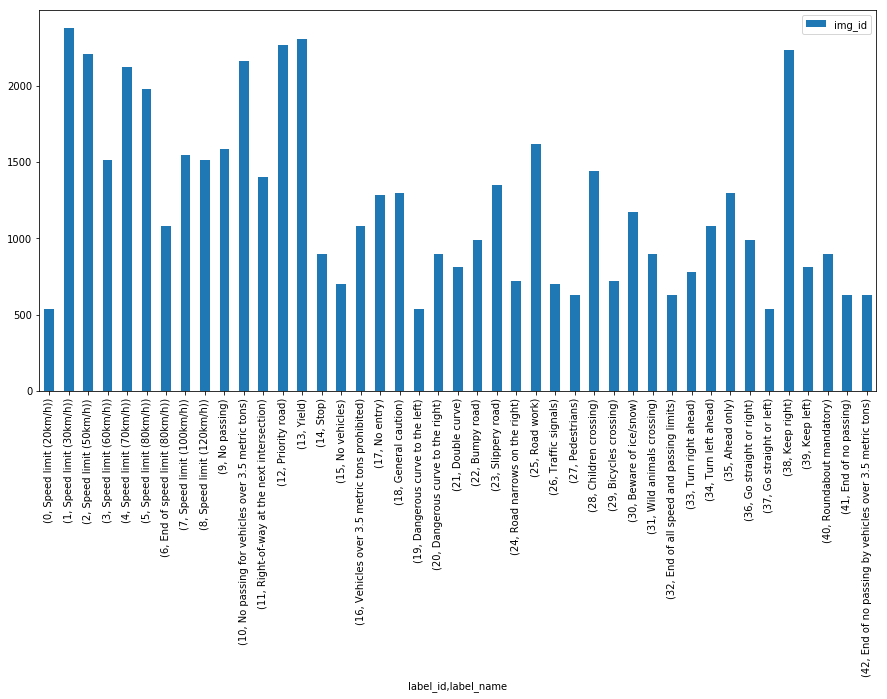 img_id
2000
1500
1000
500
0
(0, Speed limit (20km/h))
(1, Speed limit (30km/h))
(2, Speed limit (50km/h))
(3, Speed limit (60km/h))
(4, Speed limit (70km/h))
(5, Speed limit (80km/h))
(6, End of speed limit (80km/h))
(7, Speed limit (100km/h))
(8, Speed limit (120km/h))
(9, No passing)
(10, No passing for vehicles over 3.5 metric tons)
(11, Right-of-way at the next intersection)
(12, Priority road)
(13, Yield)
(14, Stop)
(15, No vehicles)
(16, Vehicles over 3.5 metric tons prohibited)
(17, No entry)
(18, General caution)
(19, Dangerous curve to the left)
(20, Dangerous curve to the right)
(21, Double curve)
(22, Bumpy road)
(23, Slippery road)
(24, Road narrows on the right)
(25, Road work)
(26, Traffic signals)
(27, Pedestrians)
(28, Children crossing)
(29, Bicycles crossing)
(30, Beware of ice/snow)
(31, Wild animals crossing)
(32, End of all speed and passing limits)
(33, Turn right ahead)
(34, Turn left ahead)
(35, Ahead only)
(36, Go straight or right)
(37, Go straight or left)
(38, Keep right)
(39, Keep left)
(40, Roundabout mandatory)
(41, End of no passing)
(42, End of no passing by vehicles over 3.5 metric tons)
label_id,label_name